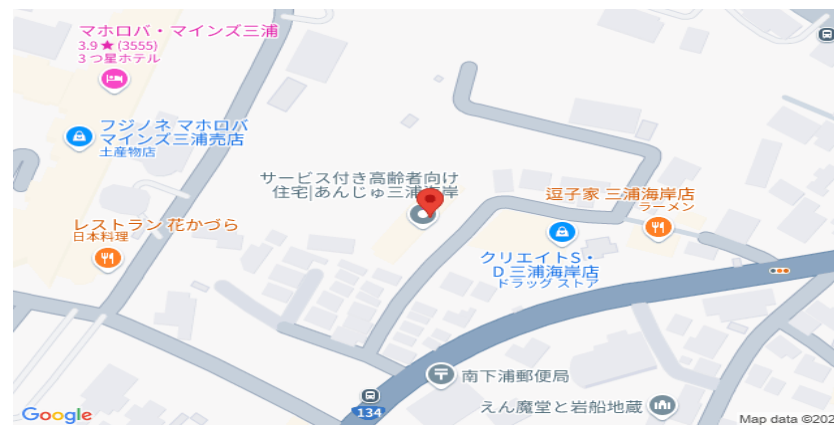 マホロバ・マインズ三浦
3.9 ★ (3555)
3 つ星ホテル
フジノネ マホロバ
マインズ三浦売店
土産物店
サービス付き高齢者向け
住宅|あんじゅ三浦海岸
逗子家 三浦海岸店
ラーメン
レストラン 花かづら
日本料理
クリエイトS・
D 三浦海岸店
ドラッグ ストア
南下浦郵便局
134
えん魔堂と岩船地蔵
Google
Map data ©202